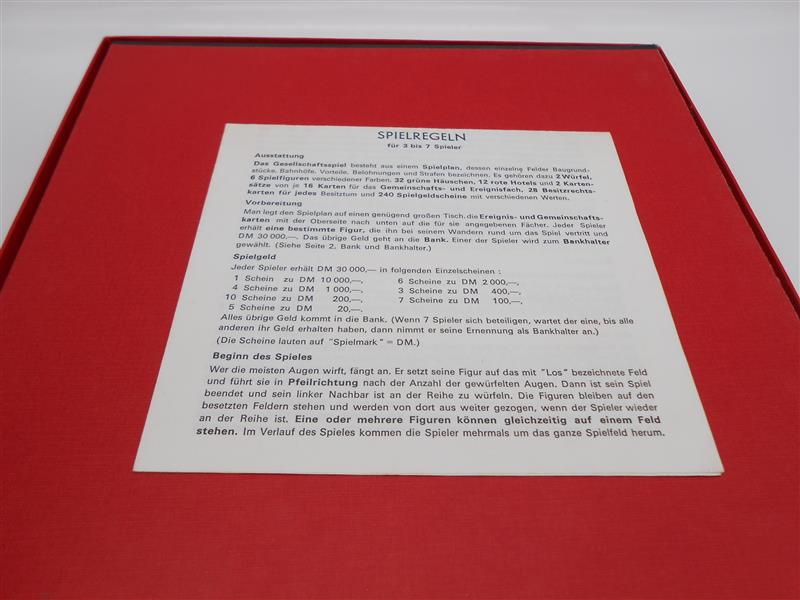 SPIELREGELN
für 3 bis 7 Spieler
Ausstattung
Das Gesellschaftsspiel besteht aus einem Spielplan, dessen einzelne Felder Baugrund-
stücke, Bahnhöfe, Vorteile, Belohnungen und Strafen bezeichnen. Es gehören dazu 2 Würfel,
6 Spielfiguren verschiedener Farben, 32 grüne Häuschen, 12 rote Hotels und 2 Karten-
sätze von je 16 Karten für das Gemeinschafts- und Ereignisfach, 28 Besitzrechts-
karten für jedes Besitztum und 240 Spielgeldscheine mit verschiedenen Werten.
Vorbereitung
Man legt den Spielplan auf einen genügend großen Tisch, die Ereignis- und Gemeinschafts-
karten mit der Oberseite nach unten auf die für sie angegebenen Fächer. Jeder Spieler
erhält eine bestimmte Figur, die ihn bei seinem Wandern rund um das Spiel vertritt und
DM 30 000,—. Das übrige Geld geht an die Bank. Einer der Spieler wird zum Bankhalter
gewählt. (Siehe Seite 2. Bank und Bankhalter.)
Spielgeld
Jeder Spieler erhält DM 30 000,— in folgenden Einzelscheinen :
1 Schein zu DM 10 000,—, 6 Scheine zu DM 2 000,—,
4 Scheine zu DM 1 000,—, 3 Scheine zu DM 400,—,
10 Scheine zu DM 200,—, 7 Scheine zu DM 100,—,
5 Scheine zu DM 20,—.
Alles übrige Geld kommt in die Bank. (Wenn 7 Spieler sich beteiligen, wartet der eine, bis alle
anderen ihr Geld erhalten haben, dann nimmt er seine Ernennung als Bankhalter an.)
(Die Scheine lauten auf "Spielmark" = DM.)
Beginn des Spieles
Wer die meisten Augen wirft, fängt an. Er setzt seine Figur auf das mit "Los" bezeichnete Feld
und führt sie in Pfeilrichtung nach der Anzahl der gewürfelten Augen. Dann ist sein Spiel
beendet und sein linker Nachbar ist an der Reihe zu würfeln. Die Figuren bleiben auf den
besetzten Feldern stehen und werden von dort aus weiter gezogen, wenn der Spieler wieder
an der Reihe ist. Eine oder mehrere Figuren können gleichzeitig auf einem Feld
stehen. Im Verlauf des Spieles kommen die Spieler mehrmals um das ganze Spielfeld herum.